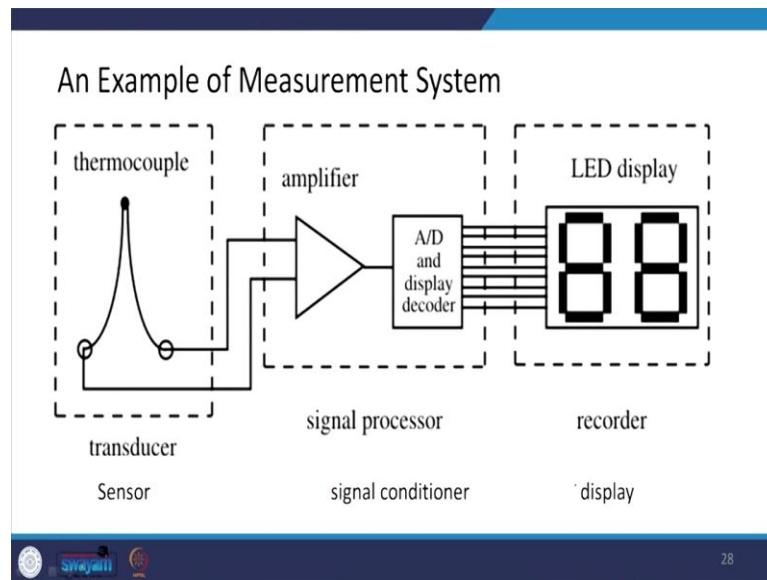 An Example of Measurement System
thermocouple
amplifier
LED display
A/D
and
display
decoder
88
transducer
signal processor
recorder
Sensor
signal conditioner
display
swayam
28